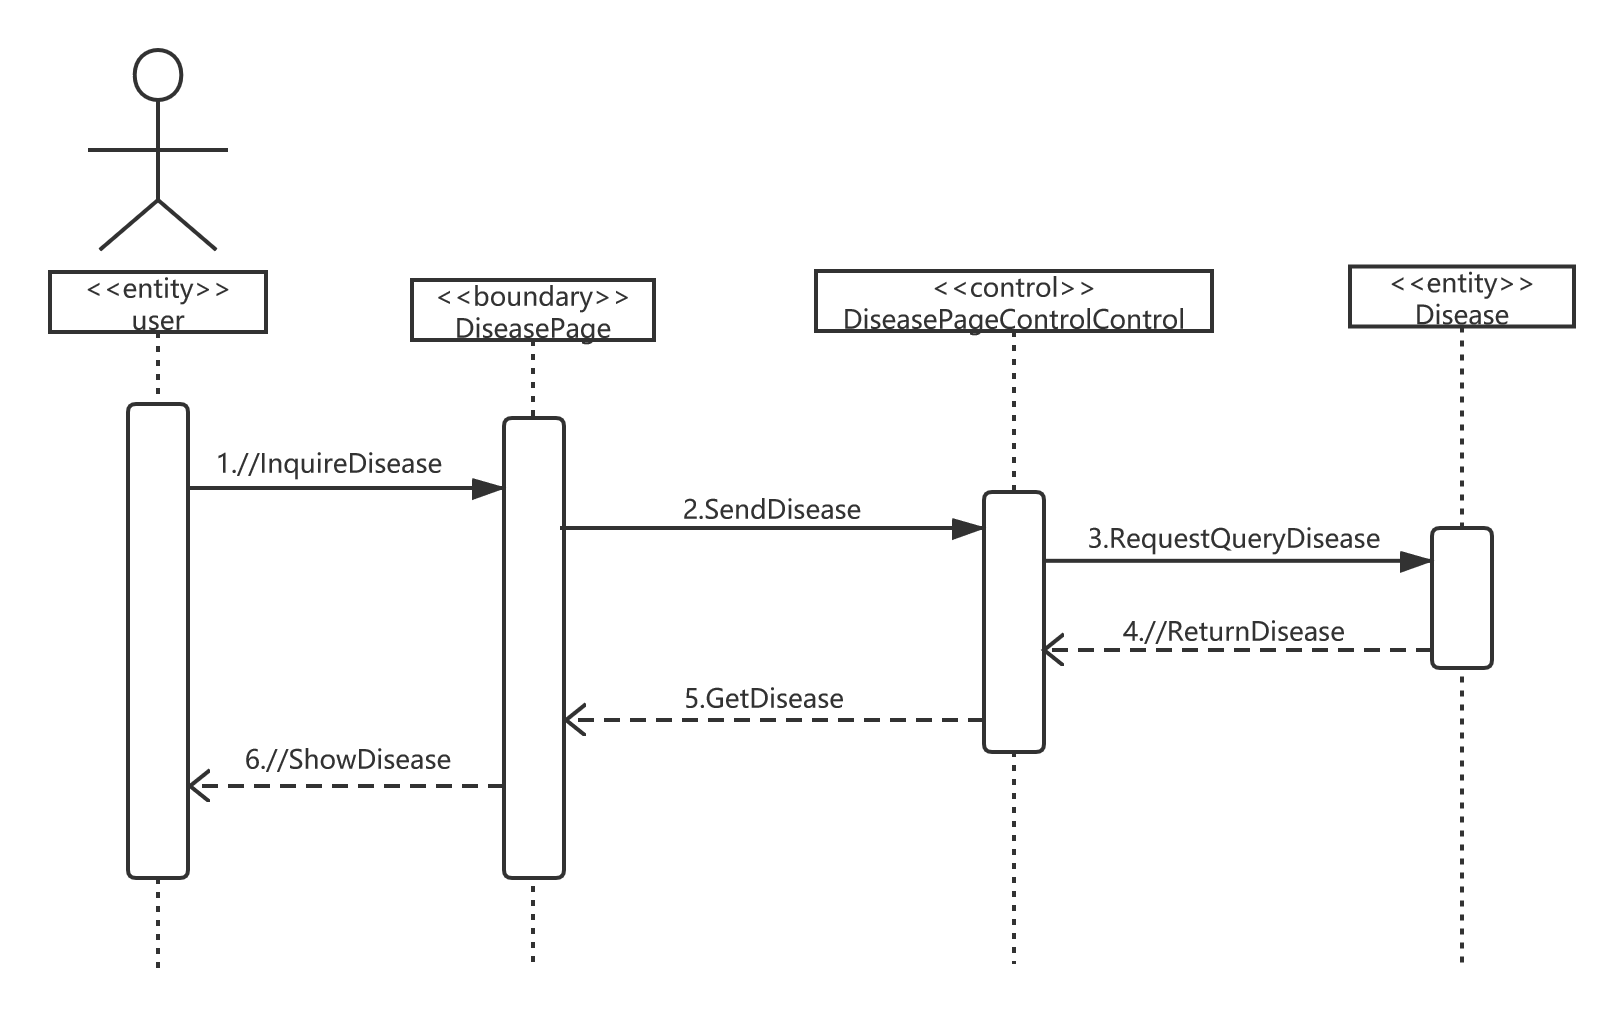 <<entity>>
user
<<boundary>>
DiseasePage
<<control>>
DiseasePageControlControl
<<entity>>
Disease
1.//InquireDisease
2.SendDisease
3.RequestQueryDisease
4.//ReturnDisease
5.GetDisease
6.//ShowDisease